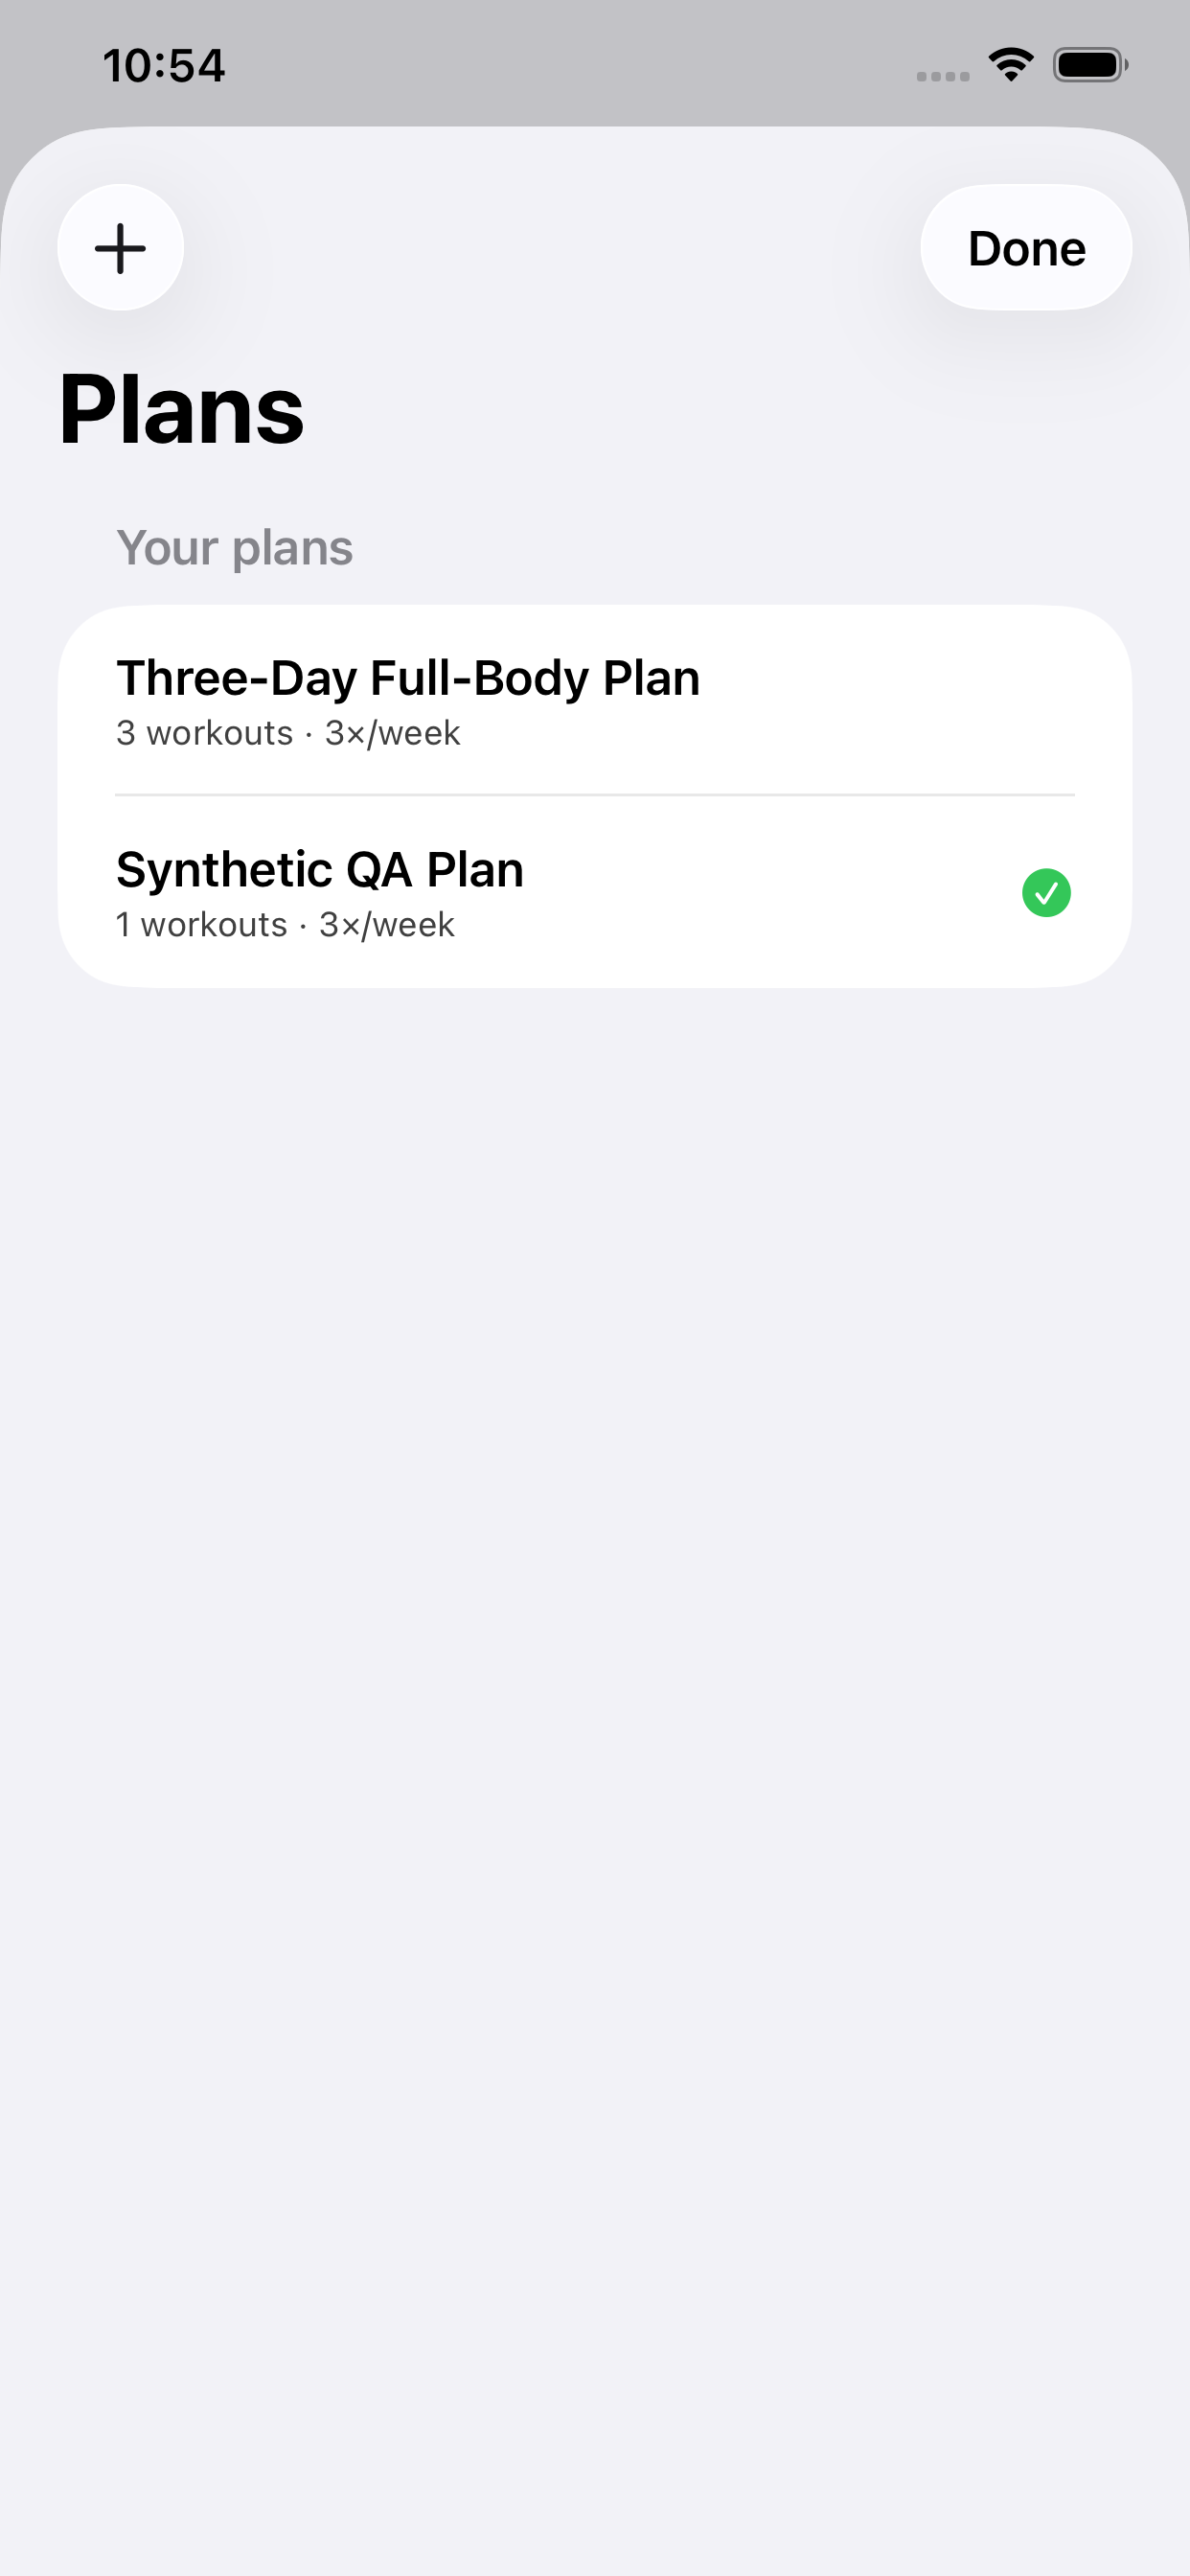 10:54
Done
Plans
Your plans
Three-Day Full-Body Plan
3 workouts · 3×/week
Synthetic QA Plan
1 workouts · 3×/week